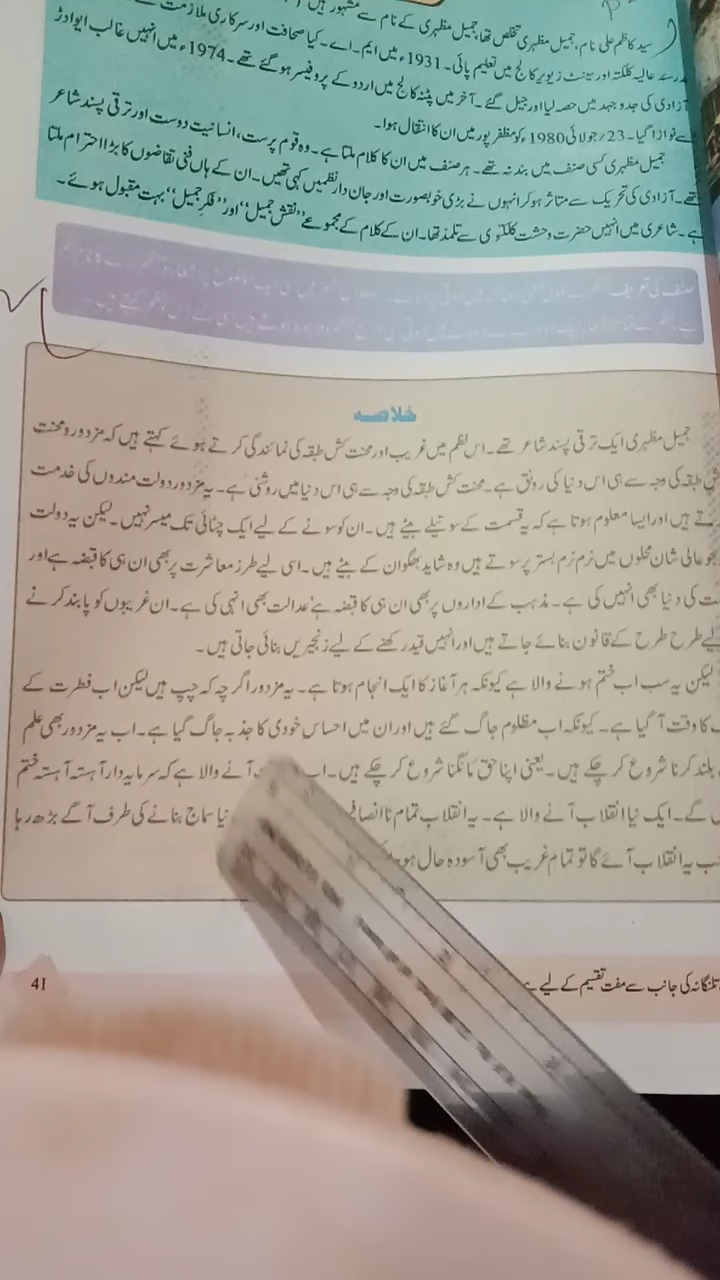 سید کاظم علی نام، جمیل مظہری تخلص تھا، جمیل مظہری کے نام سے مشہور ہیں
مدرسہ عالیہ کلکتہ اور سینٹ زیویر کالج میں تعلیم پائی۔ 1931ء میں ایم۔اے۔ کیا صحافت اور سرکاری ملازمت
آزادی کی جدوجہد میں حصہ لیا اور جیل گئے۔ آخر میں پٹنہ کالج میں اردو کے پروفیسر ہو گئے تھے۔ 1974ء میں انہیں غالب ایوارڈ
سے نوازا گیا۔ 23؍جولائی 1980ء کو مظفر پور میں ان کا انتقال ہوا۔
جمیل مظہری کسی صنف میں بند نہ تھے۔ ہر صنف میں ان کا کلام ملتا ہے۔ وہ قوم پرست، انسانیت دوست اور ترقی پسند شاعر
تھے۔ آزادی کی تحریک سے متاثر ہو کر انہوں نے بڑی خوبصورت اور جان دار نظمیں کہی تھیں۔ ان کے ہاں فنی تقاضوں کا بڑا احترام ملتا
ہے۔ شاعری میں انہیں حضرت وحشت کلکتوی سے تلمذ تھا۔ ان کے کلام کے مجموعے ”نقش جمیل“ اور ”فکر جمیل“ بہت مقبول ہوئے۔
صنف کی تعریف
خلاصہ
جمیل مظہری ایک ترقی پسند شاعر تھے۔ اس نظم میں غریب اور محنت کش طبقہ کی نمائندگی کرتے ہوئے کہتے ہیں کہ مزدور و محنت
طبقہ کی وجہ سے ہی اس دنیا کی رونق ہے۔ محنت کش طبقہ کی وجہ سے ہی اس دنیا میں روشنی ہے۔ یہ مزدور دولت مندوں کی خدمت
تے ہیں اور ایسا معلوم ہوتا ہے کہ یہ قسمت کے سوتیلے بیٹے ہیں۔ ان کو سونے کے لیے ایک چٹائی تک میسر نہیں۔ لیکن یہ دولت
جو عالی شان محلوں میں نرم نرم بستر پر سوتے ہیں وہ شاید بھگوان کے بیٹے ہیں۔ اسی لیے طرز معاشرت پر بھی ان ہی کا قبضہ ہے اور
کی دنیا بھی انہیں کی ہے۔ مذہب کے اداروں پر بھی ان ہی کا قبضہ ہے عدالت بھی انہی کی ہے۔ ان غریبوں کو پابند کرنے
لیے طرح طرح کے قانون بنائے جاتے ہیں اور انہیں قید رکھنے کے لیے زنجیریں بنائی جاتی ہیں۔
لیکن یہ سب اب ختم ہونے والا ہے کیونکہ ہر آغاز کا ایک انجام ہوتا ہے۔ یہ مزدور اگرچہ کہ چپ ہیں لیکن اب فطرت کے
کا وقت آ گیا ہے۔ کیونکہ اب مظلوم جاگ گئے ہیں اور ان میں احساس خودی کا جذبہ جاگ گیا ہے۔ اب یہ مزدور بھی علم
بلند کرنا شروع کر چکے ہیں۔ یعنی اپنا حق مانگنا شروع کر چکے ہیں۔ اب آنے والا ہے کہ سرمایہ دار آہستہ آہستہ ختم
گے۔ ایک نیا انقلاب آنے والا ہے۔ یہ انقلاب تمام ناانصافی نیا سماج بنانے کی طرف آگے بڑھ رہا
جب یہ انقلاب آئے گا تو تمام غریب بھی آسودہ حال ہو
تلنگانہ کی جانب سے مفت تقسیم کے لیے ہے
41